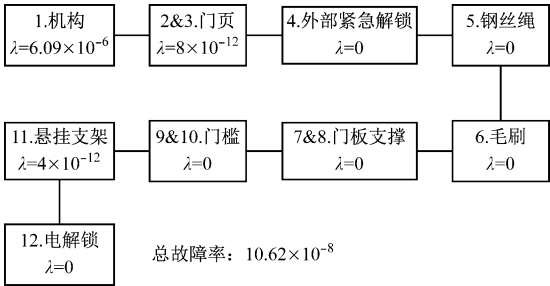 1.机构
λ=6.09×10⁻⁶
2&3.门页
λ=8×10⁻¹²
4.外部紧急解锁
λ=0
5.钢丝绳
λ=0
6.毛刷
λ=0
7&8.门板支撑
λ=0
9&10.门槛
λ=0
11.悬挂支架
λ=4×10⁻¹²
12.电解锁
λ=0
总故障率：10.62×10⁻⁸